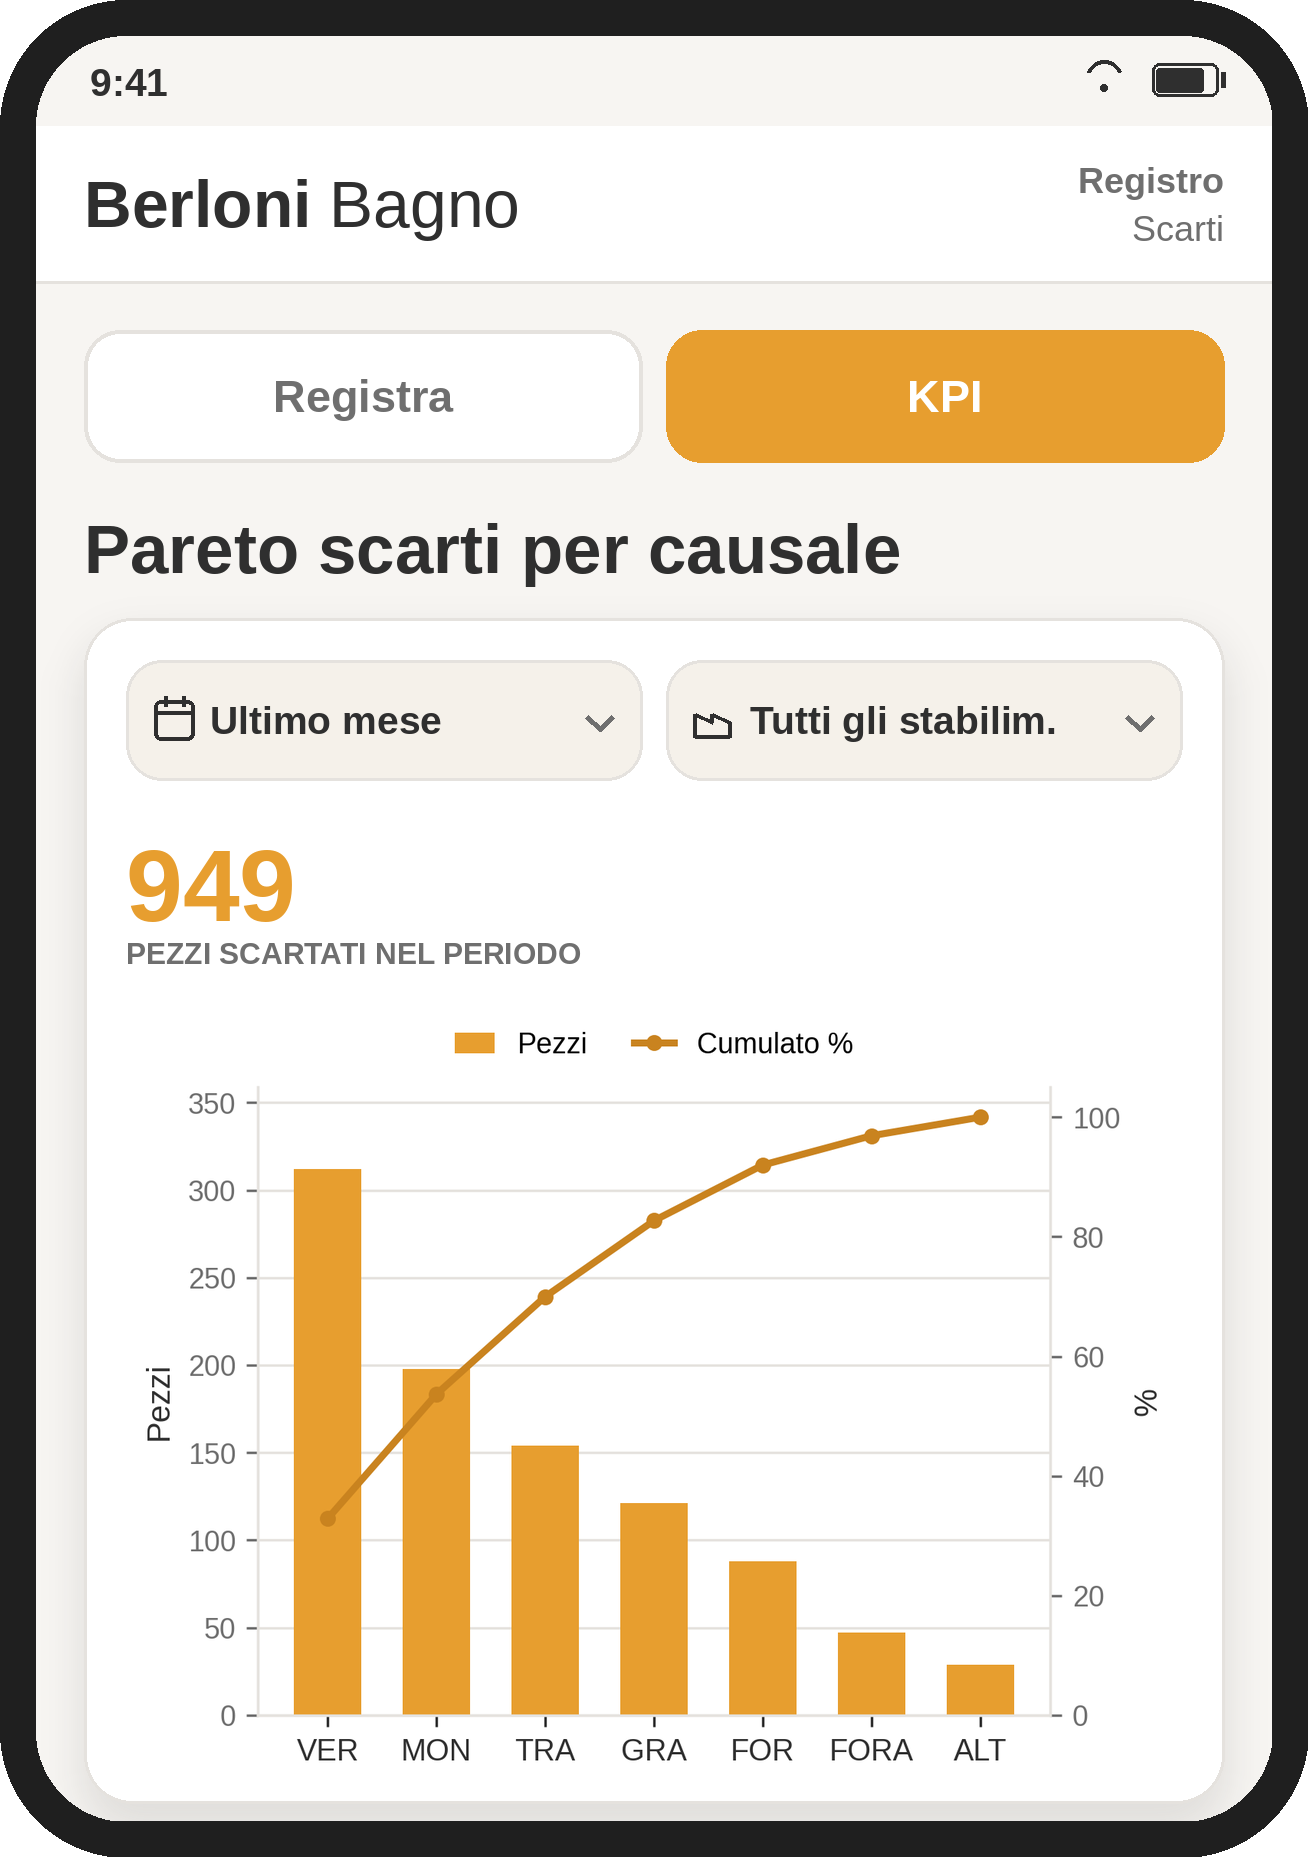 9:41
Berloni Bagno
Registro
Scarti
Registra
KPI
Pareto scarti per causale
Ultimo mese
Tutti gli stabilim.
949
PEZZI SCARTATI NEL PERIODO
Pezzi
Cumulato %
350
300
250
200
150
100
50
0
Pezzi
100
80
60
40
20
0
%
VER MON TRA GRA FOR FORA ALT